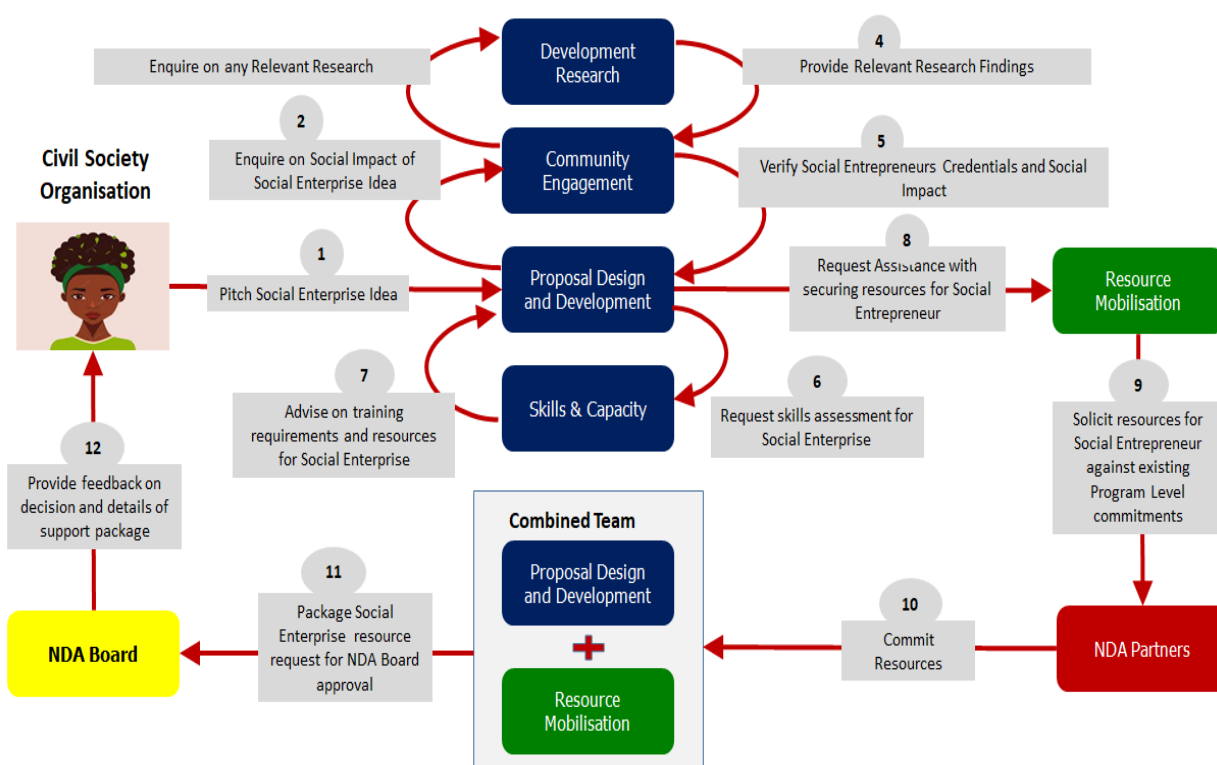 Development
Research
Enquire on any Relevant Research
4
Provide Relevant Research Findings
2
Enquire on Social Impact of
Social Enterprise Idea
Community
Engagement
5
Verify Social Entrepreneurs Credentials and Social
Impact
Civil Society
Organisation
1
Pitch Social Enterprise Idea
Proposal Design
and Development
8
Request Assistance with
securing resources for Social
Entrepreneur
Resource
Mobilisation
7
Advise on training
requirements and resources
for Social Enterprise
Skills & Capacity
6
Request skills assessment for
Social Enterprise
9
Solicit resources for
Social Entrepreneur
against existing
Program Level
commitments
12
Provide feedback on
decision and details of
support package
Combined Team
Proposal Design
and Development
Resource
Mobilisation
11
Package Social
Enterprise resource
request for NDA Board
approval
10
Commit
Resources
NDA Board
NDA Partners